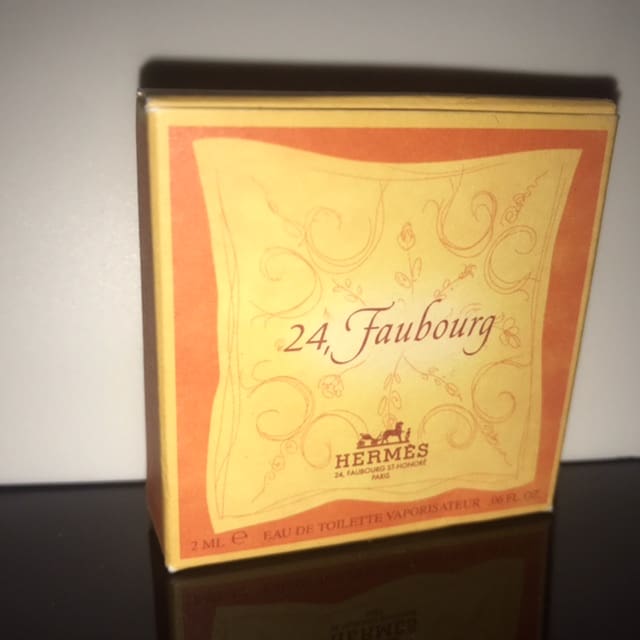 24, Faubourg
HERMÈS
24, FAUBOURG ST-HONORÉ
PARIS
2 ML ℮ EAU DE TOILETTE VAPORISATEUR .06 FL. OZ.